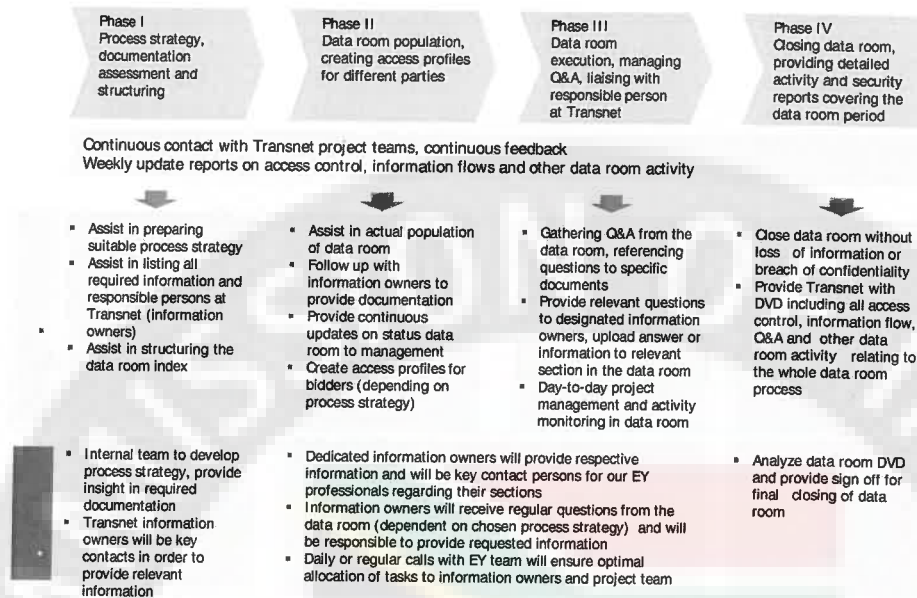 Phase I
Process strategy,
documentation
assessment and
structuring
Phase II
Data room population,
creating access profiles
for different parties
Phase III
Data room
execution, managing
Q&A, liaising with
responsible person
at Transnet
Phase IV
Closing data room,
providing detailed
activity and security
reports covering the
data room period
Continuous contact with Transnet project teams, continuous feedback
Weekly update reports on access control, information flows and other data room activity
▪ Assist in preparing
suitable process strategy
▪ Assist in listing all
required information and
responsible persons at
Transnet (information
owners)
▪ Assist in structuring the
data room index
▪ Assist in actual population
of data room
▪ Follow up with
information owners to
provide documentation
▪ Provide continuous
updates on status data
room to management
▪ Create access profiles for
bidders (depending on
process strategy)
▪ Gathering Q&A from the
data room, referencing
questions to specific
documents
▪ Provide relevant questions
to designated information
owners, upload answer or
information to relevant
section in the data room
▪ Day-to-day project
management and activity
monitoring in data room
▪ Close data room without
loss of information or
breach of confidentiality
▪ Provide Transnet with
DVD including all access
control, information flow,
Q&A and other data
room activity relating to
the whole data room
process
▪ Internal team to develop
process strategy, provide
insight in required
documentation
▪ Transnet information
owners will be key
contacts in order to
provide relevant
information
▪ Dedicated information owners will provide respective
information and will be key contact persons for our EY
professionals regarding their sections
▪ Information owners will receive regular questions from the
data room (dependent on chosen process strategy) and will
be responsible to provide requested information
▪ Daily or regular calls with EY team will ensure optimal
allocation of tasks to information owners and project team
▪ Analyze data room DVD
and provide sign off for
final closing of data
room